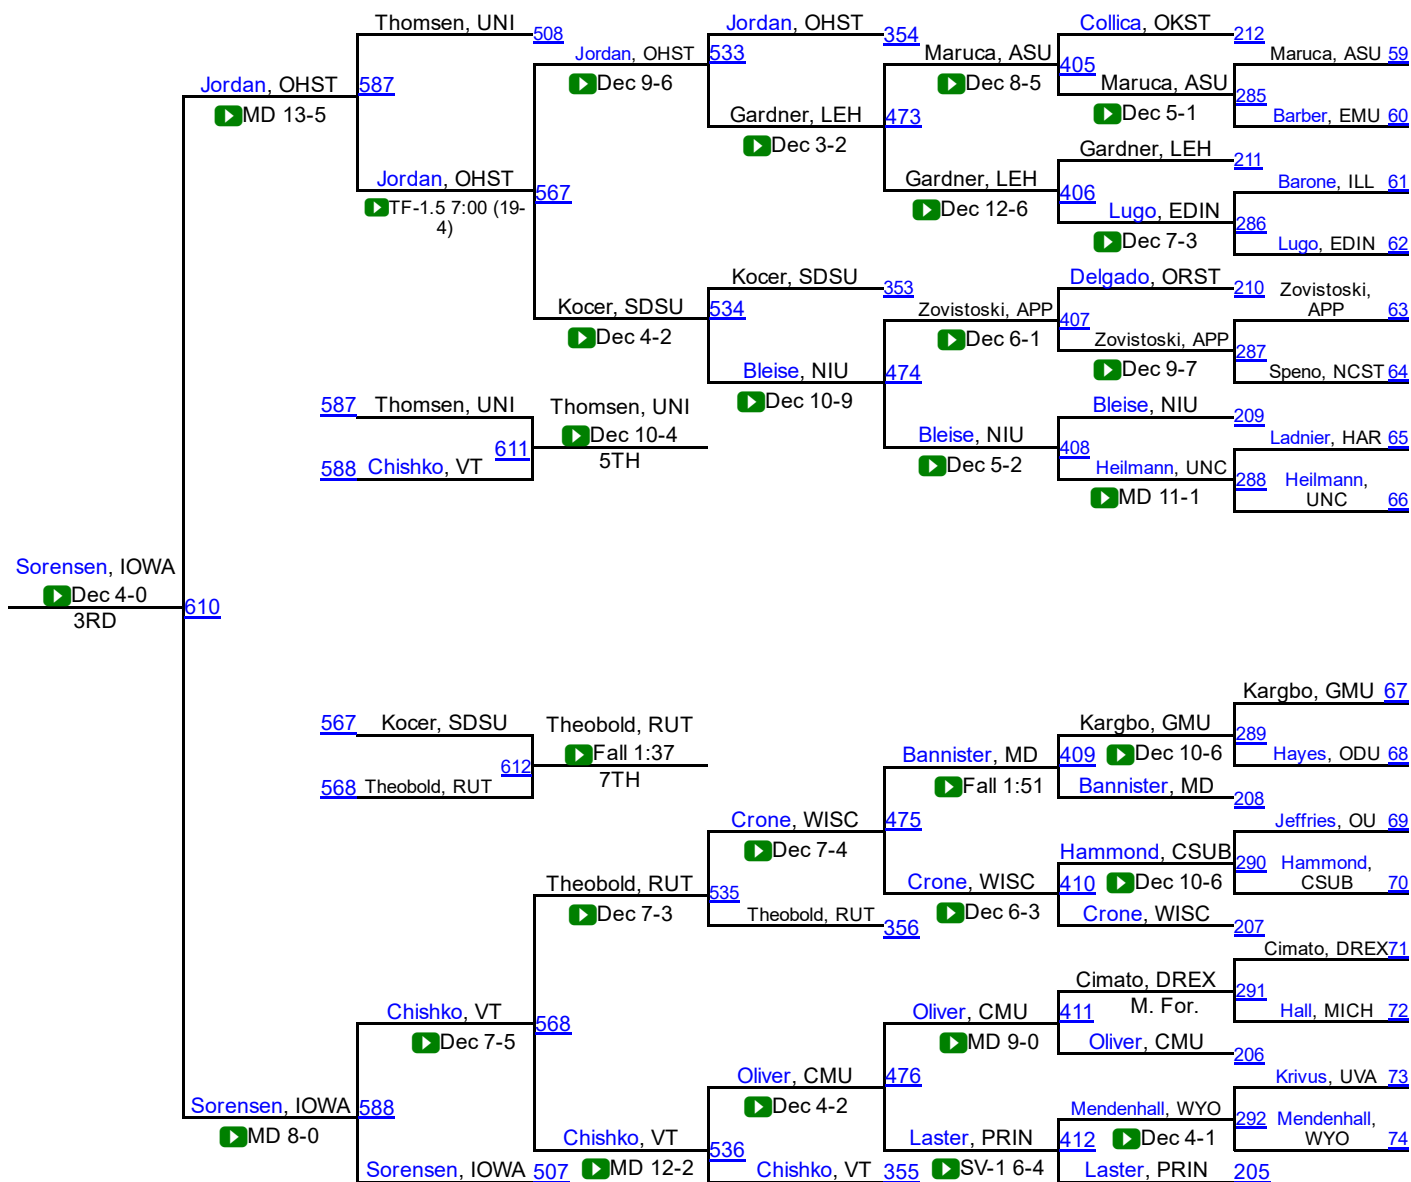 Thomsen, UNI 508
Jordan, OHST 354
Collica, OKST 212
Jordan, OHST 533
Maruca, ASU 405
Maruca, ASU 59
Jordan, OHST 587
Dec 9-6
Dec 8-5
Maruca, ASU 285
MD 13-5
Gardner, LEH 473
Dec 5-1
Barber, EMU 60
Dec 3-2
Gardner, LEH 211
Jordan, OHST 567
Gardner, LEH 406
Barone, ILL 61
TF-1.5 7:00 (19-
4)
Dec 12-6
Lugo, EDIN 286
Dec 7-3
Lugo, EDIN 62
Kocer, SDSU 353
Delgado, ORST 210
Zovistoski,
APP 63
Kocer, SDSU 534
Zovistoski, APP 407
Dec 4-2
Dec 6-1
Zovistoski, APP 287
Bleise, NIU 474
Dec 9-7
Speno, NCST 64
587 Thomsen, UNI
Thomsen, UNI
Dec 10-9
Bleise, NIU 209
611
Dec 10-4
Bleise, NIU 408
Ladnier, HAR 65
588 Chishko, VT
5TH
Dec 5-2
Heilmann, UNC 288
Heilmann,
UNC 66
MD 11-1
Sorensen, IOWA
Dec 4-0
3RD
610
Kargbo, GMU 67
567 Kocer, SDSU
Theobold, RUT
Kargbo, GMU 289
612
Fall 1:37
Bannister, MD 409
Dec 10-6
Hayes, ODU 68
568 Theobold, RUT
7TH
Fall 1:51
Bannister, MD 208
Crone, WISC 475
Jeffries, OU 69
Dec 7-4
Hammond, CSUB 290
Hammond,
CSUB 70
Theobold, RUT 535
Crone, WISC 410
Dec 10-6
Dec 7-3
Theobold, RUT 356
Dec 6-3
Crone, WISC 207
Cimato, DREX 71
Cimato, DREX 291
Chishko, VT 568
Oliver, CMU 411
M. For.
Hall, MICH 72
Dec 7-5
MD 9-0
Oliver, CMU 206
Oliver, CMU 476
Krivus, UVA 73
Sorensen, IOWA 588
Dec 4-2
Mendenhall, WYO 292
Mendenhall,
WYO 74
MD 8-0
Chishko, VT 536
Laster, PRIN 412
Dec 4-1
Sorensen, IOWA 507
MD 12-2
Chishko, VT 355
SV-1 6-4
Laster, PRIN 205